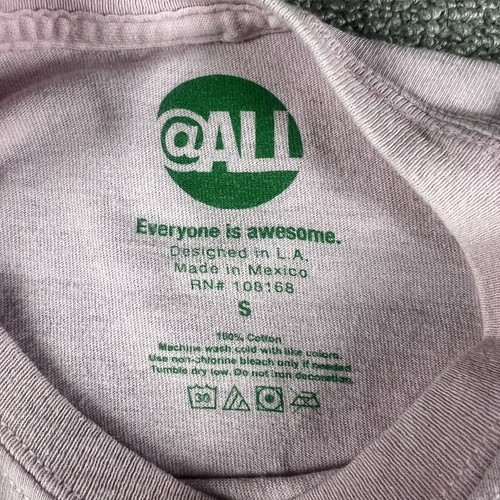 @ALL
Everyone is awesome.
Designed in L.A.
Made in Mexico
RN# 108168
S
100% Cotton
Machine wash cold with like colors.
Use non-chlorine bleach only if needed.
Tumble dry low. Do not iron decoration.
30